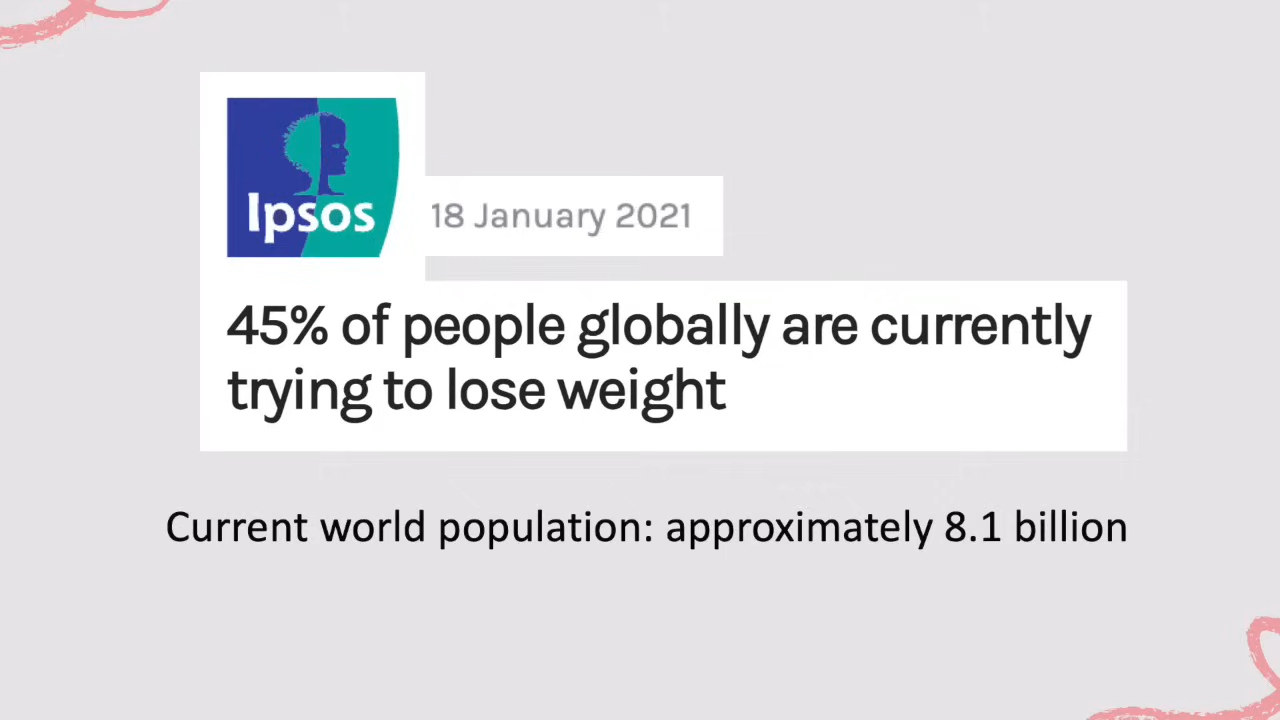 Ipsos
18 January 2021
45% of people globally are currently
trying to lose weight
Current world population: approximately 8.1 billion